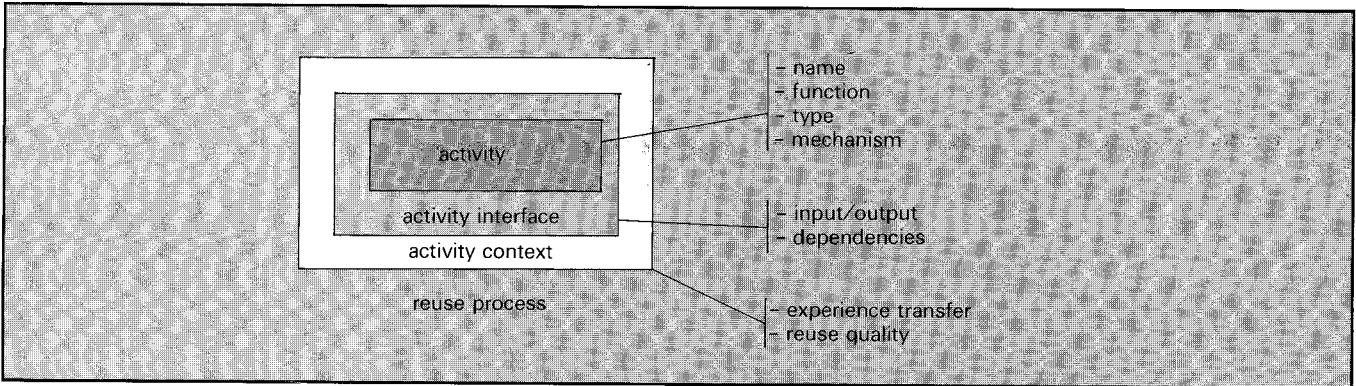 activity
activity interface
activity context
reuse process
- name
- function
- type
- mechanism
- input/output
- dependencies
- experience transfer
- reuse quality